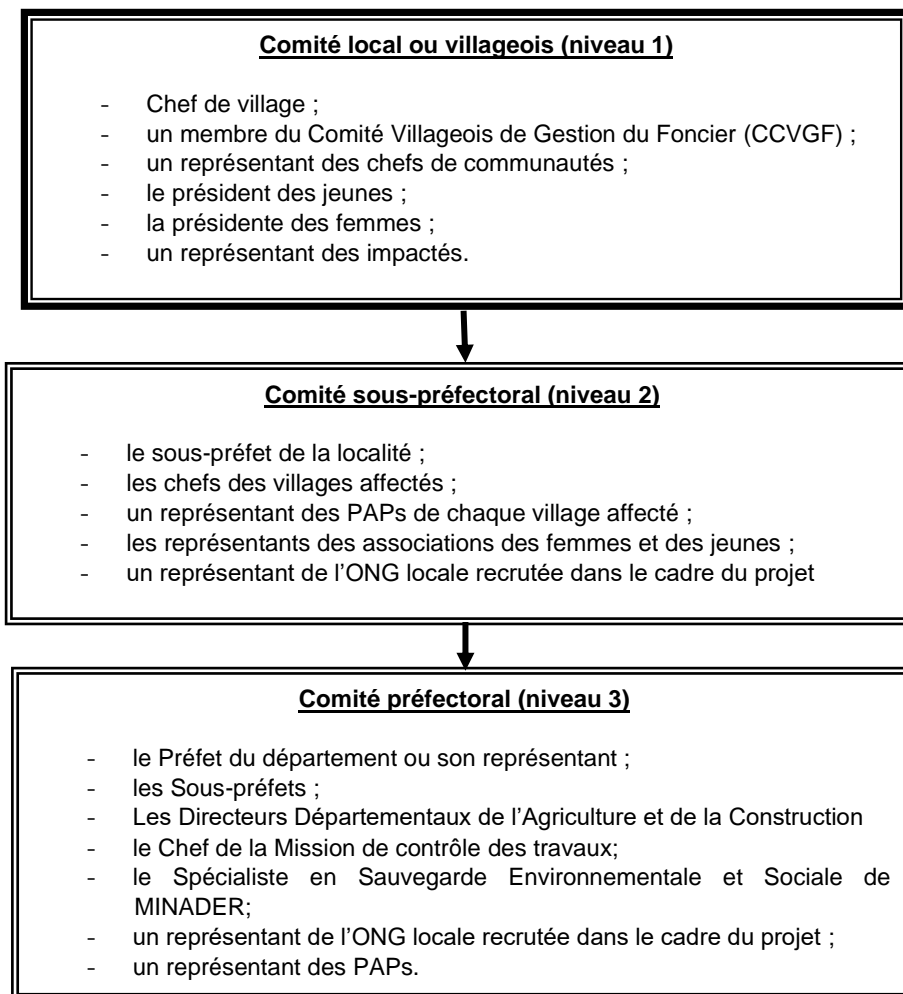 Comité local ou villageois (niveau 1)
- Chef de village ;
- un membre du Comité Villageois de Gestion du Foncier (CCVGF) ;
- un représentant des chefs de communautés ;
- le président des jeunes ;
- la présidente des femmes ;
- un représentant des impactés.
Comité sous-préfectoral (niveau 2)
- le sous-préfet de la localité ;
- les chefs des villages affectés ;
- un représentant des PAPs de chaque village affecté ;
- les représentants des associations des femmes et des jeunes ;
- un représentant de l’ONG locale recrutée dans le cadre du projet
Comité préfectoral (niveau 3)
- le Préfet du département ou son représentant ;
- les Sous-préfets ;
- Les Directeurs Départementaux de l’Agriculture et de la Construction
- le Chef de la Mission de contrôle des travaux;
- le Spécialiste en Sauvegarde Environnementale et Sociale de
MINADER;
- un représentant de l’ONG locale recrutée dans le cadre du projet ;
- un représentant des PAPs.